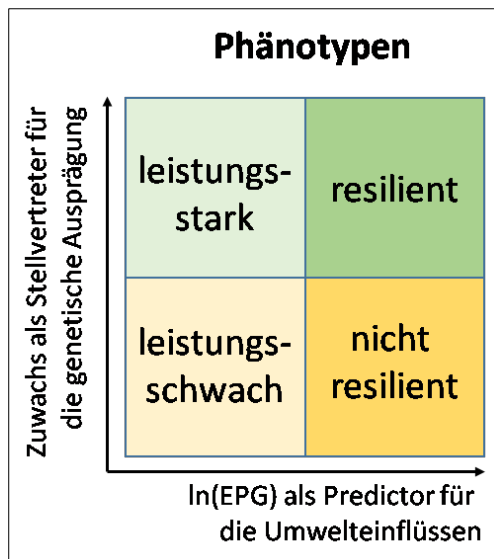 Phänotypen
Zuwachs als Stellvertreter für
die genetische Ausprägung
leistungs-
stark
resilient
leistungs-
schwach
nicht
resilient
ln(EPG) als Predictor für
die Umwelteinflüssen